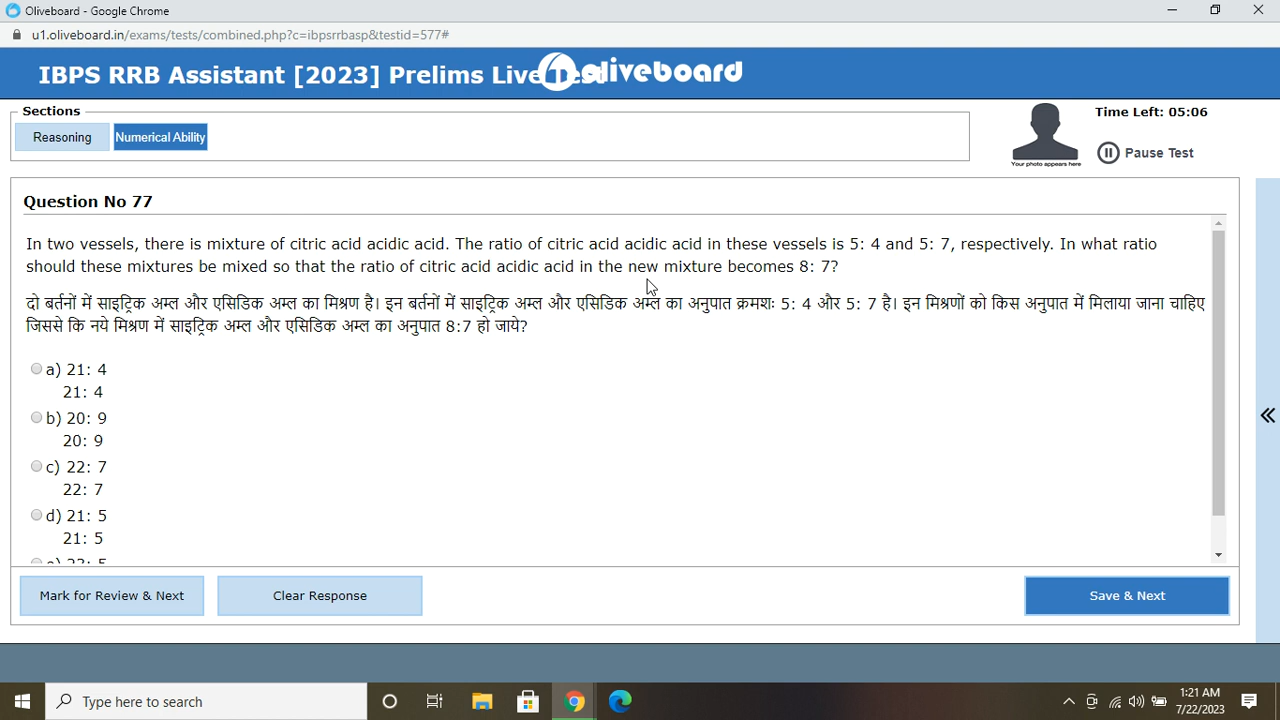 Oliveboard - Google Chrome
u1.oliveboard.in/exams/tests/combined.php?c=ibpsrrbasp&testid=577#
IBPS RRB Assistant [2023] Prelims Live
oliveboard
Sections
Reasoning
Numerical Ability
Your photo appears here
Time Left: 05:06
Pause Test
Question No 77
In two vessels, there is mixture of citric acid acidic acid. The ratio of citric acid acidic acid in these vessels is 5: 4 and 5: 7, respectively. In what ratio
should these mixtures be mixed so that the ratio of citric acid acidic acid in the new mixture becomes 8: 7?
दो बर्तनों में साइट्रिक अम्ल और एसिडिक अम्ल का मिश्रण है। इन बर्तनों में साइट्रिक अम्ल और एसिडिक अम्ल का अनुपात क्रमशः 5: 4 और 5: 7 है। इन मिश्रणों को किस अनुपात में मिलाया जाना चाहिए
जिससे कि नये मिश्रण में साइट्रिक अम्ल और एसिडिक अम्ल का अनुपात 8:7 हो जाये?
a) 21: 4
21: 4
b) 20: 9
20: 9
c) 22: 7
22: 7
d) 21: 5
21: 5
Mark for Review & Next
Clear Response
Save & Next
Type here to search
1:21 AM
7/22/2023